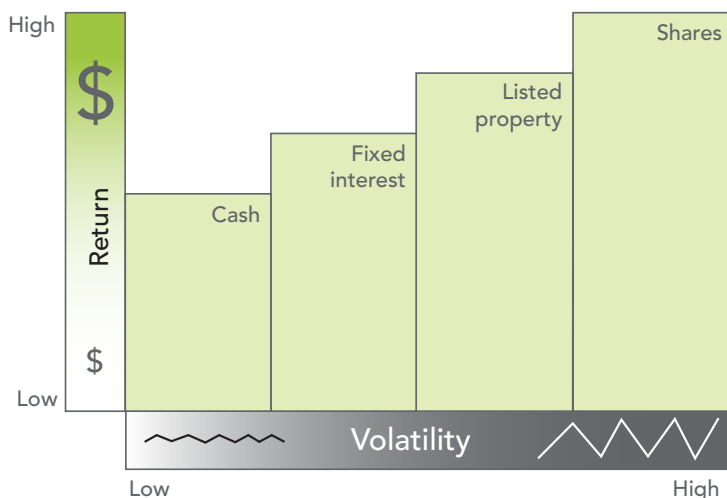 High
Shares
$
Listed
property
Fixed
interest
Return
Cash
$
Low
Volatility
Low
High